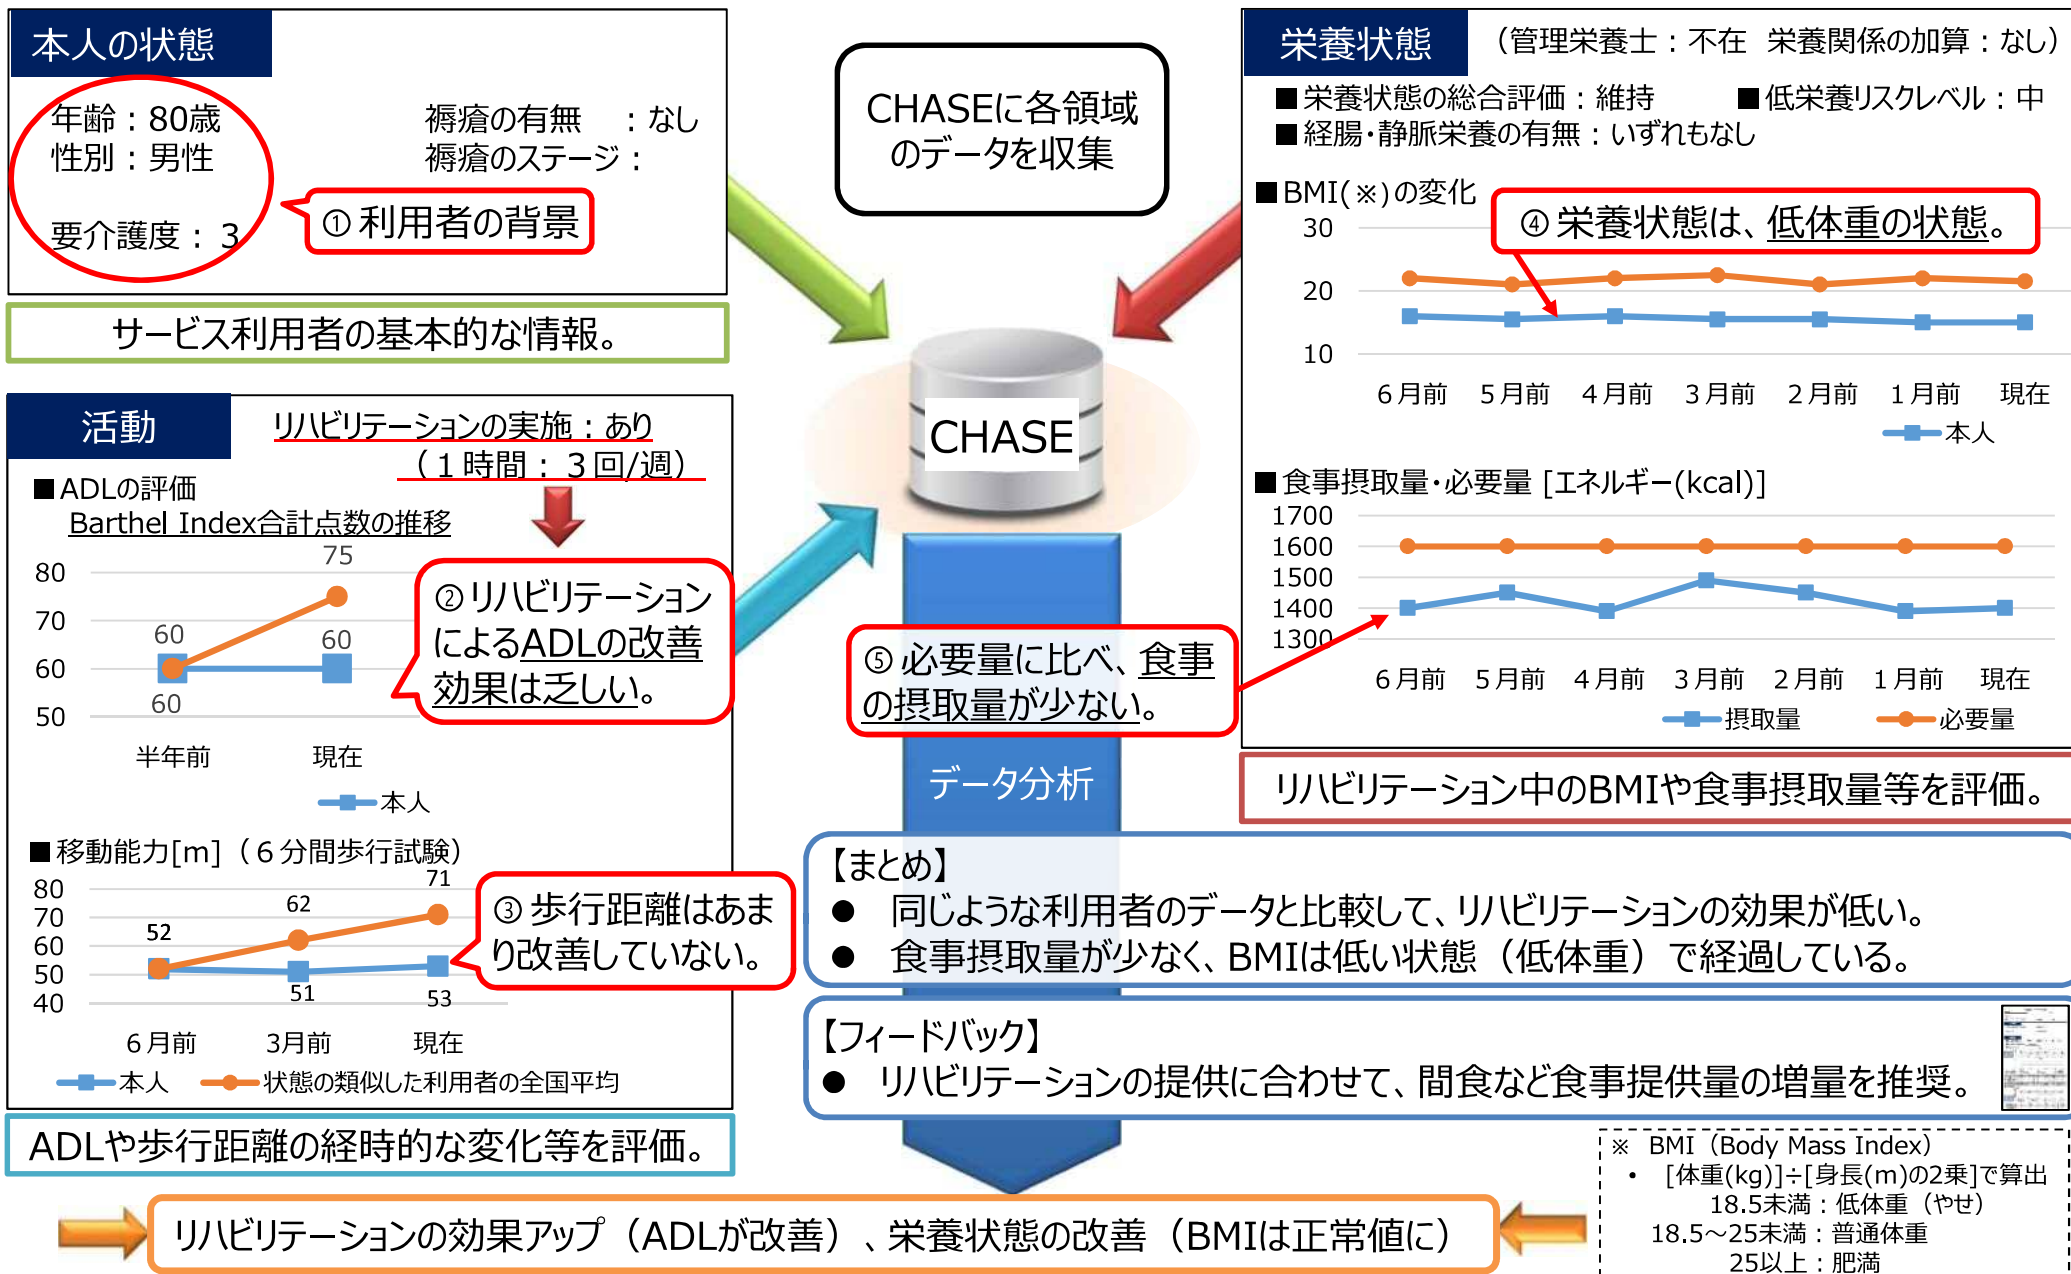 本人の状態
年齢：80歳
性別：男性
要介護度：3
褥瘡の有無　：なし
褥瘡のステージ：
①利用者の背景
サービス利用者の基本的な情報。
CHASEに各領域
のデータを収集
CHASE
栄養状態
（管理栄養士：不在 栄養関係の加算：なし）
■栄養状態の総合評価：維持
■低栄養リスクレベル：中
■経腸・静脈栄養の有無：いずれもなし
■BMI(※)の変化
④栄養状態は、低体重の状態。
30
20
10
6月前 5月前 4月前 3月前 2月前 1月前 現在
本人
■食事摂取量・必要量 [エネルギー(kcal)]
1700
1600
1500
1400
1300
6月前 5月前 4月前 3月前 2月前 1月前 現在
摂取量 必要量
⑤必要量に比べ、食事
の摂取量が少ない。
リハビリテーション中のBMIや食事摂取量等を評価。
活動
リハビリテーションの実施：あり
（1時間：3回/週）
■ADLの評価
Barthel Index合計点数の推移
80
70
60
50
75
60
60
60
半年前 現在
本人
②リハビリテーション
によるADLの改善
効果は乏しい。
■移動能力[m]（6分間歩行試験）
80
70
60
50
40
52
62
71
51
53
6月前 3月前 現在
本人 状態の類似した利用者の全国平均
③歩行距離はあま
り改善していない。
ADLや歩行距離の経時的な変化等を評価。
データ分析
【まとめ】
● 同じような利用者のデータと比較して、リハビリテーションの効果が低い。
● 食事摂取量が少なく、BMIは低い状態（低体重）で経過している。
【フィードバック】
● リハビリテーションの提供に合わせて、間食など食事提供量の増量を推奨。
リハビリテーションの効果アップ（ADLが改善）、栄養状態の改善（BMIは正常値に）
※ BMI（Body Mass Index）
・ [体重(kg)]÷[身長(m)の2乗]で算出
18.5未満：低体重（やせ）
18.5～25未満：普通体重
25以上：肥満